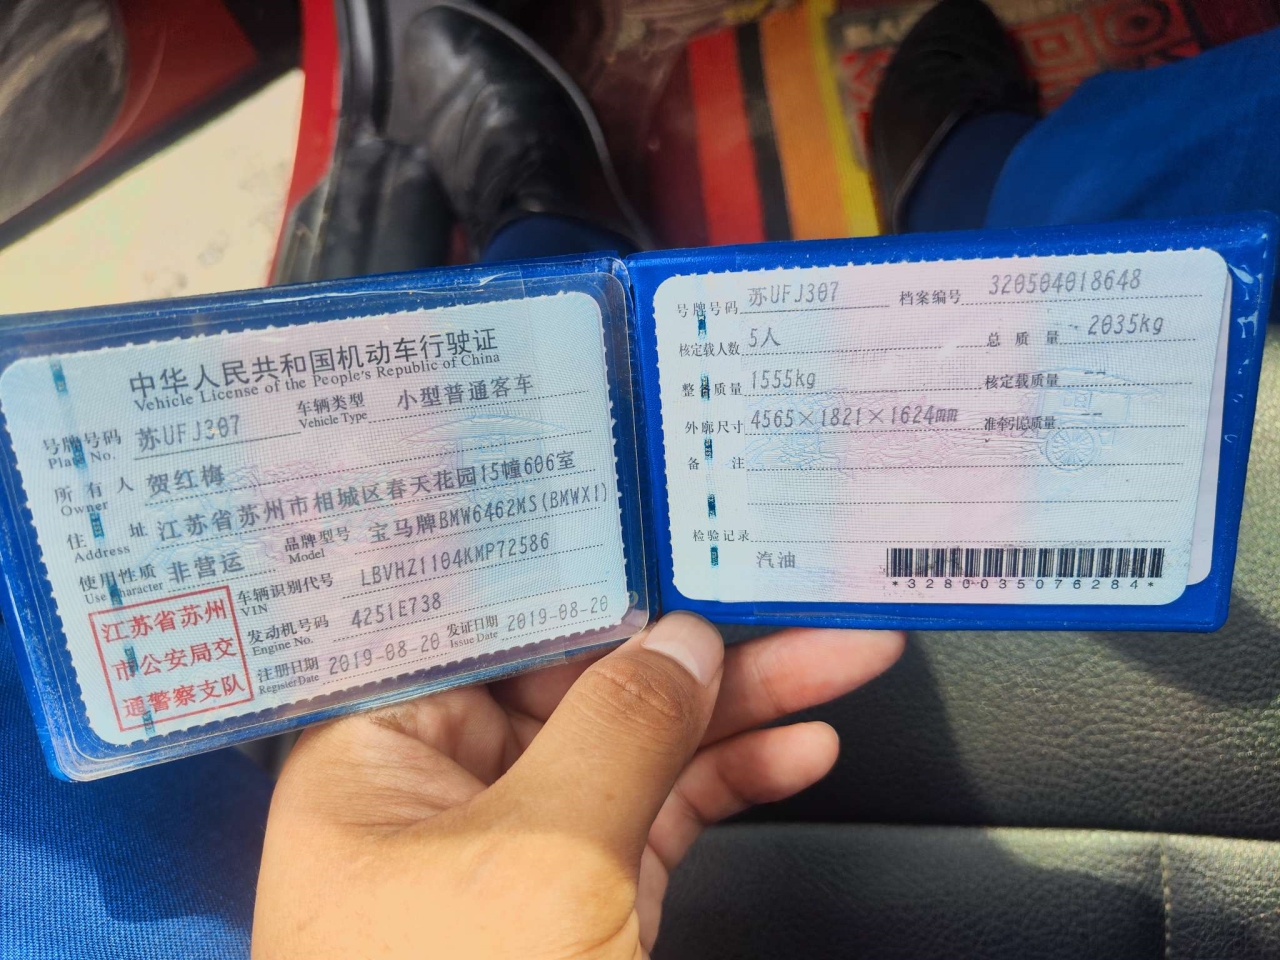 中华人民共和国机动车行驶证
Vehicle License of the People's Republic of China
号牌号码 苏UFJ307 车辆类型 小型普通客车
Plate No. Vehicle Type
所有人 贺红梅
Owner
住址 江苏省苏州市相城区春天花园15幢606室
Address
使用性质 非营运 品牌型号 宝马牌BMW6462MS(BMWX1)
Use Character Model
江苏省苏州
市公安局交
通警察支队
车辆识别代号 LBVHZ1104KMP72586
VIN
发动机号码 4251E738
Engine No.
注册日期 2019-08-20 发证日期 2019-08-20
Register Date Issue Date
号牌号码 苏UFJ307 档案编号 320504018648
核定载人数 5人 总质量 2035kg
整备质量 1555kg 核定载质量 --
外廓尺寸 4565×1821×1624mm 准牵引总质量 --
备注
检验记录
汽油
*3280035076284*